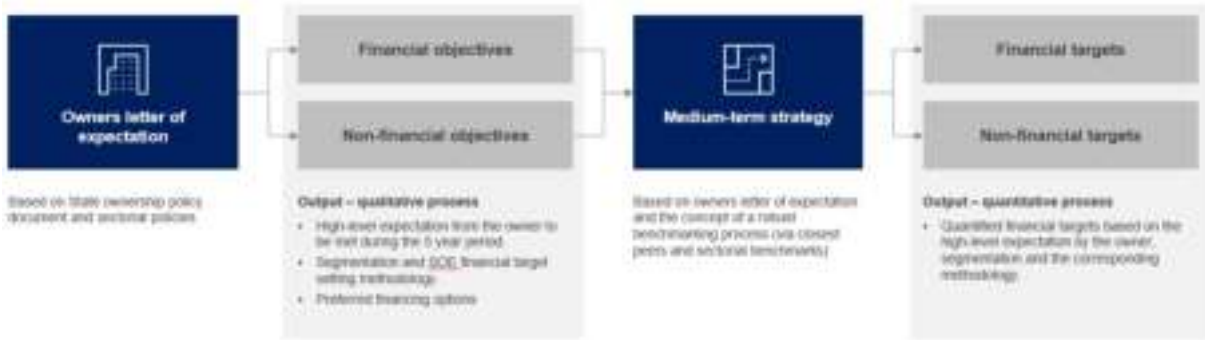 Owners letter of
expectation
Based on State ownership policy
document and sectorial policies
Financial objectives
Non-financial objectives
Output – qualitative process
• High-level expectation from the owner to
be met during the 5 year period
• Segmentation and SOE financial target
setting methodology
• Preferred financing options
Medium-term strategy
Based on owners letter of expectation
and the concept of a robust
benchmarking process (via closest
peers and sectorial benchmarks)
Financial targets
Non-financial targets
Output – quantitative process
• Quantified financial targets based on the
high-level expectation by the owner,
segmentation and the corresponding
methodology